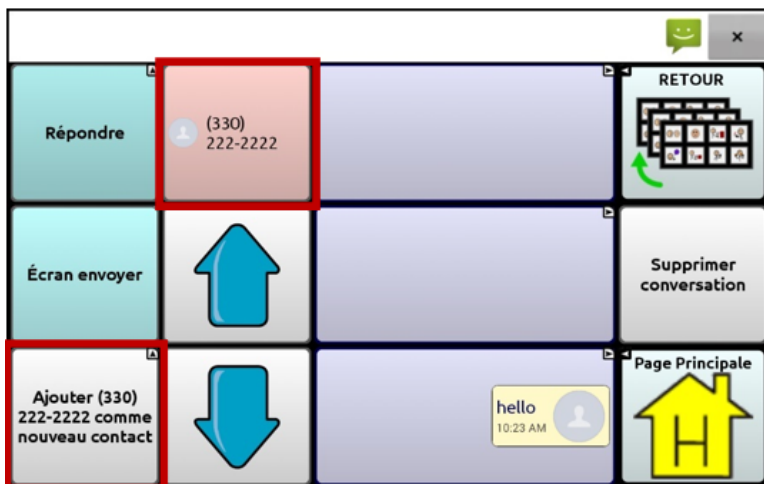 ×
RETOUR
Répondre
(330)
222-2222
Écran envoyer
Supprimer
conversation
Ajouter (330)
222-2222 comme
nouveau contact
hello
10:23 AM
Page Principale
H